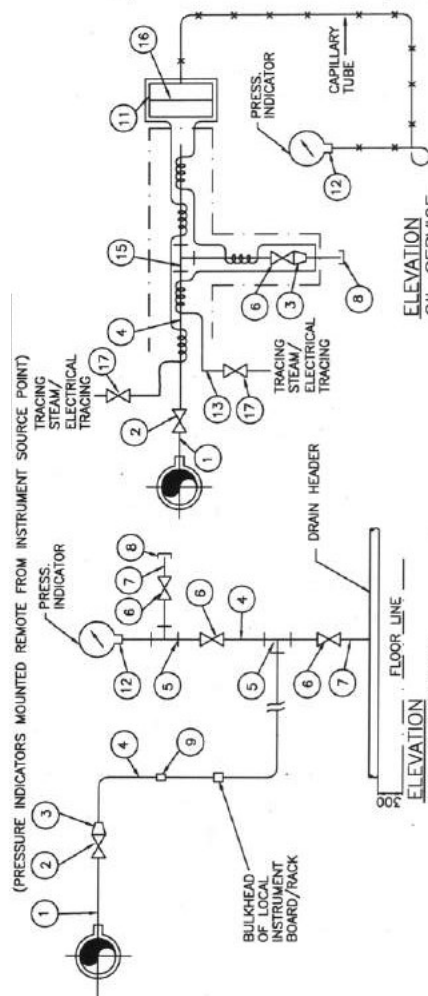 (PRESSURE INDICATORS MOUNTED REMOTE FROM INSTRUMENT SOURCE POINT)
1
2
3
4
9
BULKHEAD
OF LOCAL
INSTRUMENT
BOARD/RACK
PRESS.
INDICATOR
12
5
6
7
8
6
4
5
6
7
DRAIN HEADER
FLOOR LINE
300
ELEVATION
TRACING
STEAM/
ELECTRICAL
TRACING
17
1
2
4
15
11
16
13
17
TRACING
STEAM/
ELECTRICAL
TRACING
6
3
8
PRESS.
INDICATOR
12
CAPILLARY
TUBE
ELEVATION
OIL SERVICE